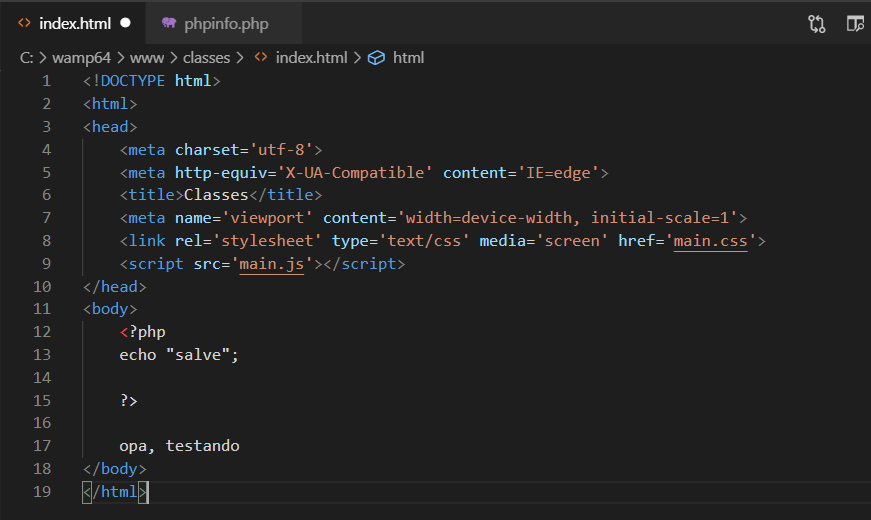 index.html phpinfo.php
C: > wamp64 > www > classes > index.html > html
1 <!DOCTYPE html>
2 <html>
3 <head>
4 <meta charset='utf-8'>
5 <meta http-equiv='X-UA-Compatible' content='IE=edge'>
6 <title>Classes</title>
7 <meta name='viewport' content='width=device-width, initial-scale=1'>
8 <link rel='stylesheet' type='text/css' media='screen' href='main.css'>
9 <script src='main.js'></script>
10 </head>
11 <body>
12 <?php
13 echo "salve";
14
15 ?>
16
17 opa, testando
18 </body>
19 </html>